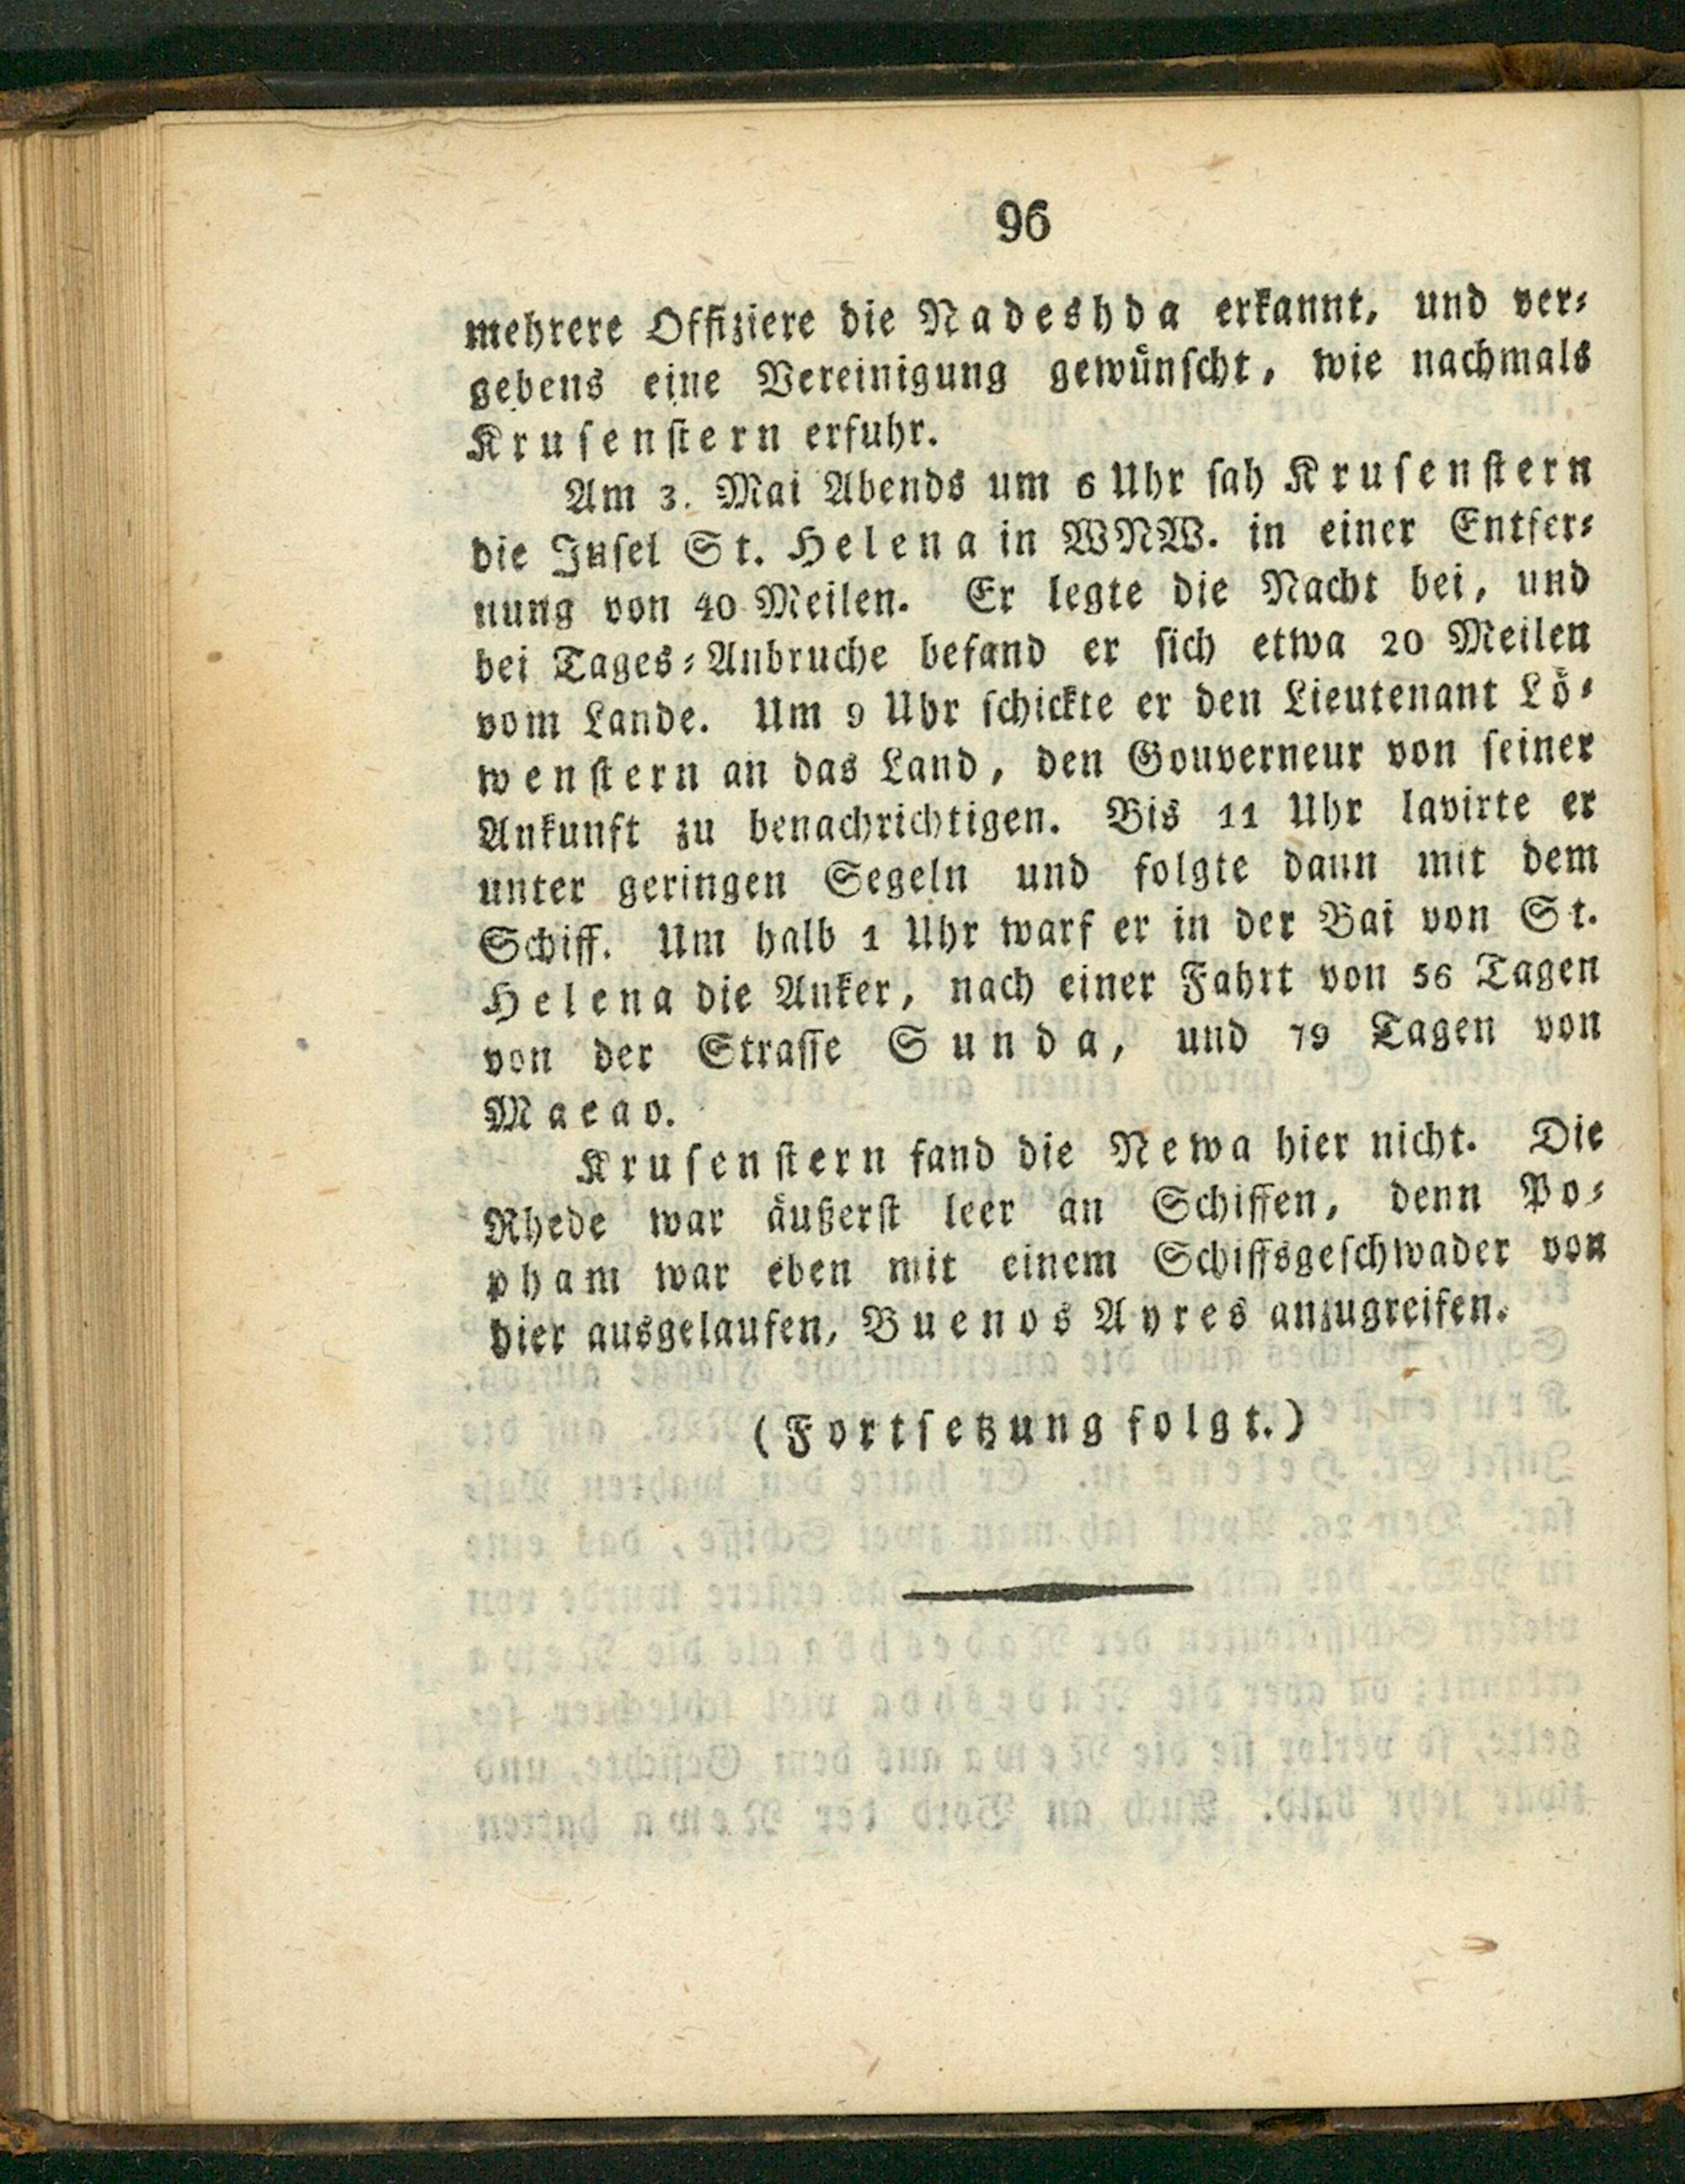 96
mehrere Offiziere die Nadeshda erkannt, und ver⸗
gebens eine Vereinigung gewünſcht, wie nachmals
Kruſenſtern erfuhr.
Am 3. Mai Abends um 6 Uhr ſah Kruſenſtern
die Inſel St. Helena in WNW. in einer Entfer⸗
nung von 40 Meilen. Er legte die Nacht bei, und
bei Tages⸗Anbruche befand er ſich etwa 20 Meilen
vom Lande. Um 9 Uhr ſchickte er den Lieutenant Lö⸗
wenſtern an das Land, den Gouverneur von ſeiner
Ankunft zu benachrichtigen. Bis 11 Uhr lavirte er
unter geringen Segeln und folgte dann mit dem
Schiff. Um halb 1 Uhr warf er in der Bai von St.
Helena die Anker, nach einer Fahrt von 56 Tagen
von der Straſſe Sunda, und 79 Tagen von
Macao.
Kruſenſtern fand die Newa hier nicht. Die
Rhede war äußerſt leer an Schiffen, denn Po⸗
pham war eben mit einem Schiffsgeſchwader von
hier ausgelaufen, Buenos Ayres anzugreifen.
(Fortſetzung folgt.)